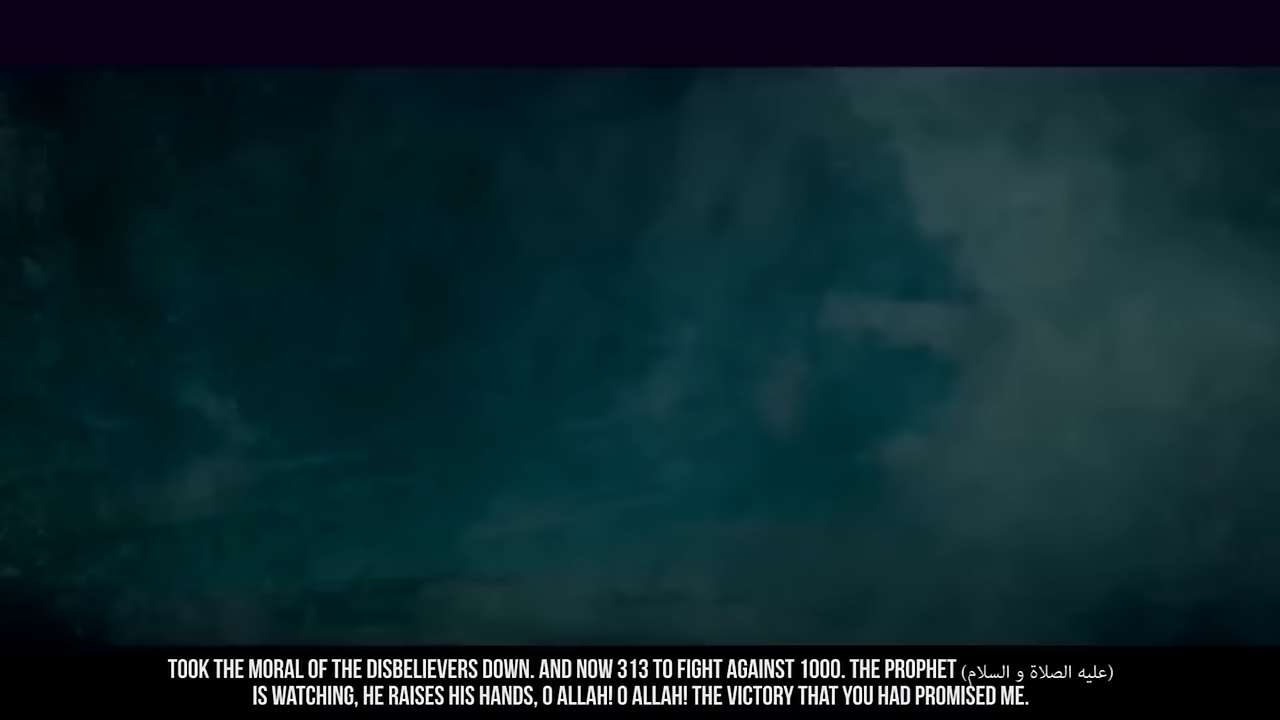 TOOK THE MORAL OF THE DISBELIEVERS DOWN. AND NOW 313 TO FIGHT AGAINST 1000. THE PROPHET (عليه الصلاة و السلام)
IS WATCHING, HE RAISES HIS HANDS, O ALLAH! O ALLAH! THE VICTORY THAT YOU HAD PROMISED ME.